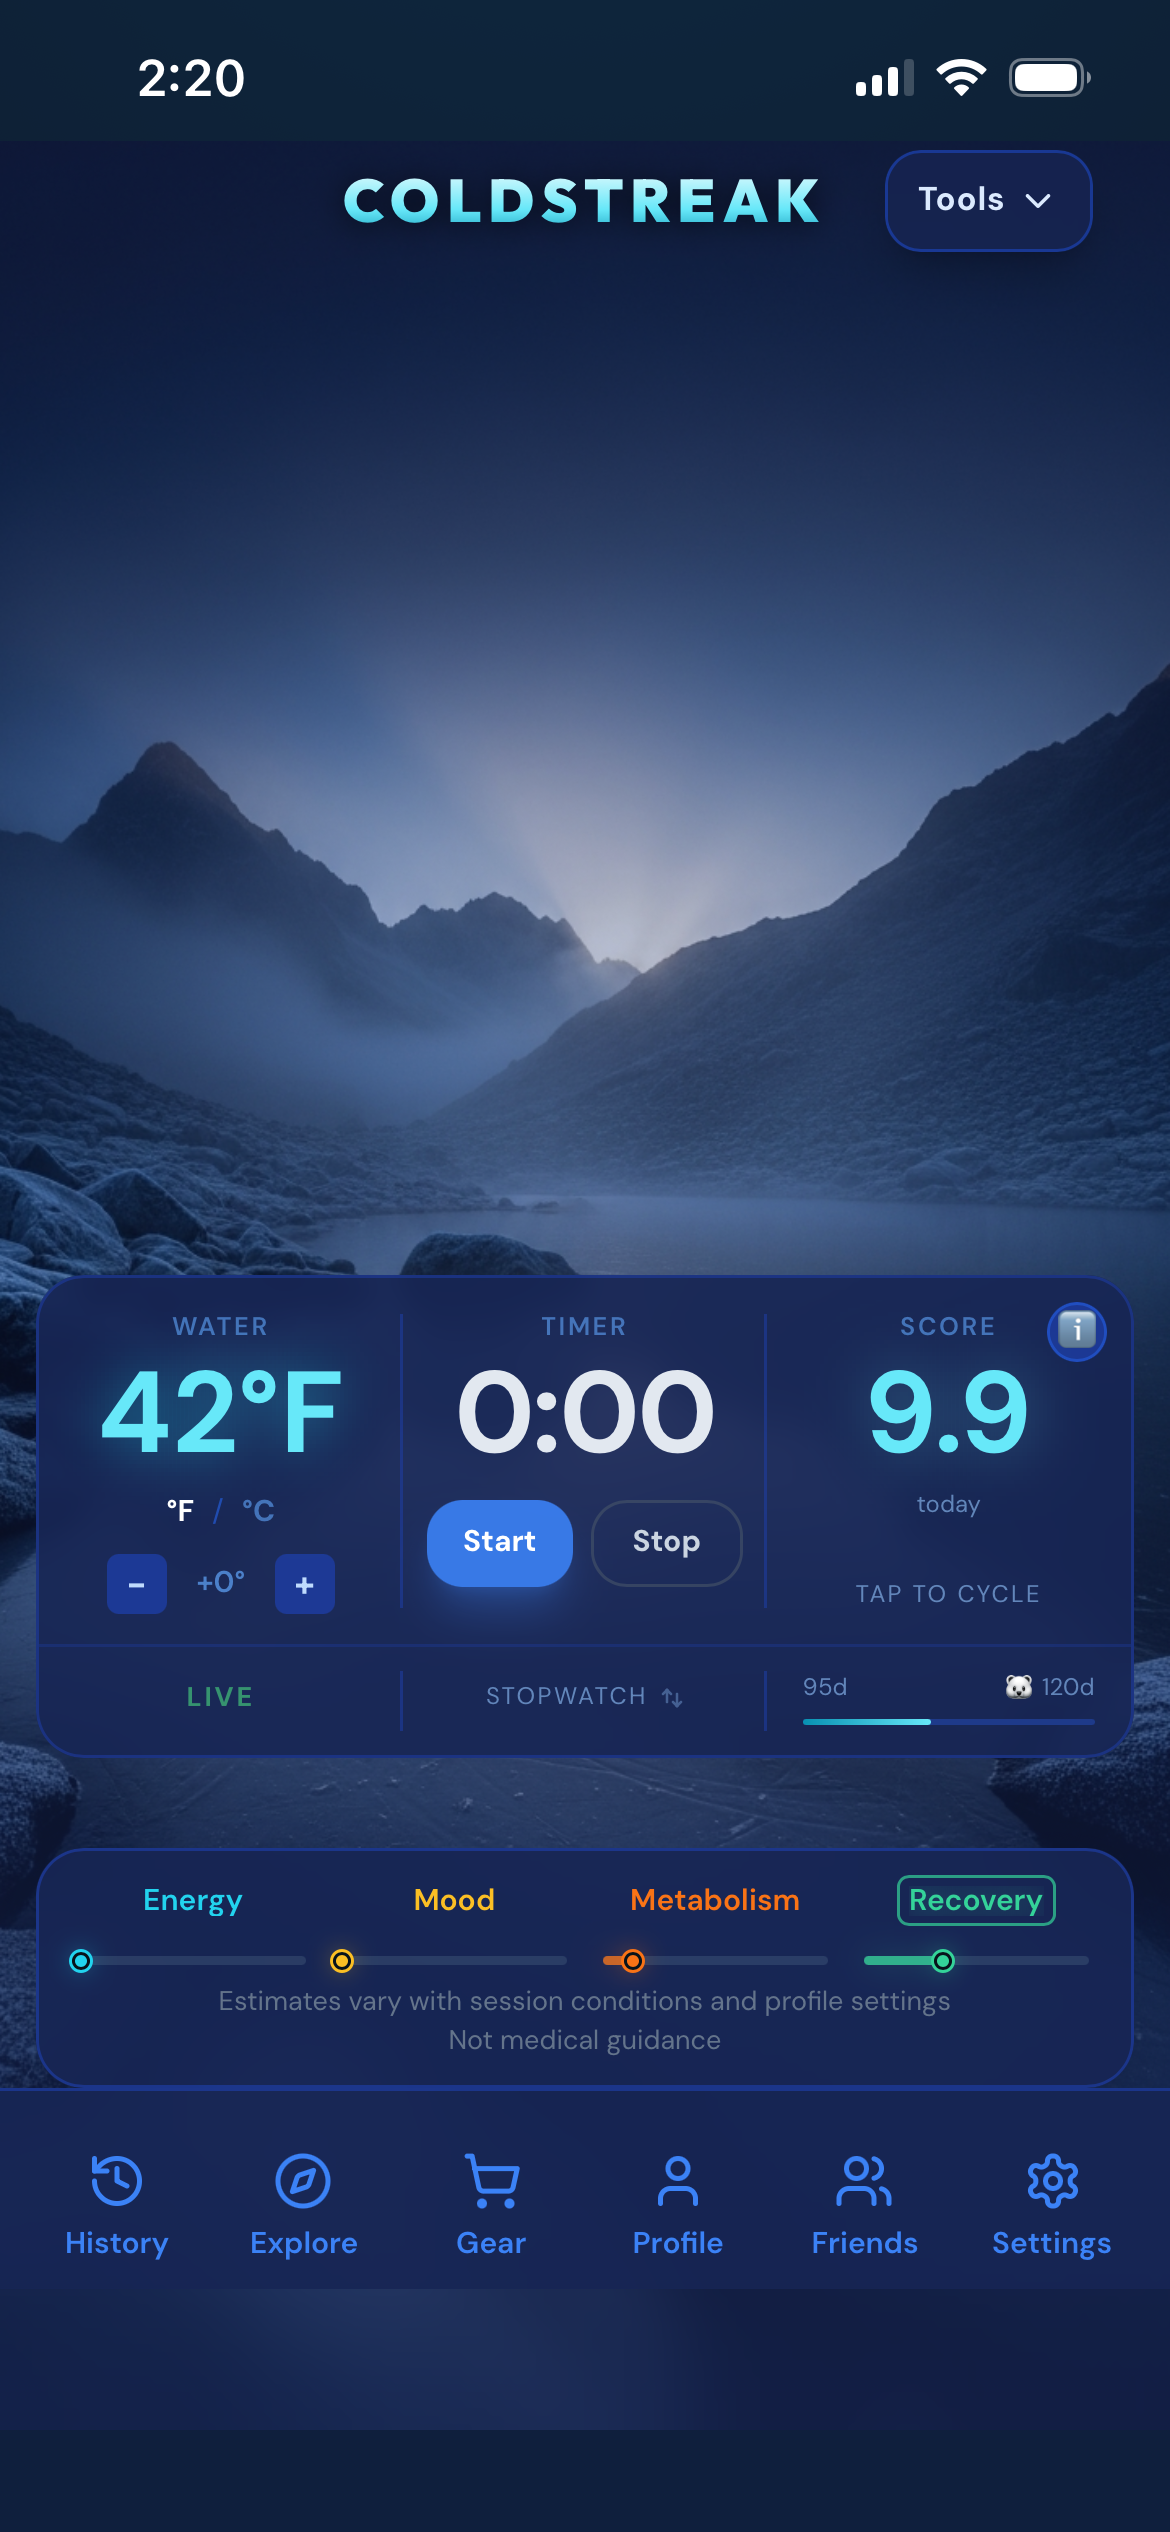 2:20
COLDSTREAK
Tools
WATER
TIMER
SCORE
i
42°F
0:00
9.9
°F / °C
Start
Stop
today
- +0° +
TAP TO CYCLE
LIVE
STOPWATCH
95d
🐼 120d
Energy
Mood
Metabolism
Recovery
Estimates vary with session conditions and profile settings
Not medical guidance
History
Explore
Gear
Profile
Friends
Settings